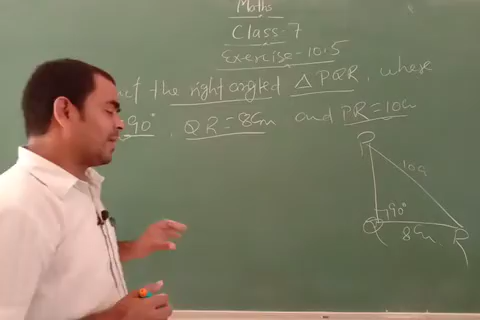 Maths
Class-7
Exercise-10.5
the right angled △PQR, where
90°, QR=8cm and PR=10cm
P
10cm
90°
Q 8cm R